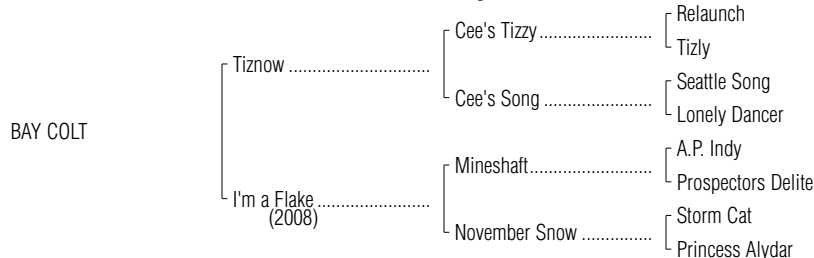 Relaunch
Cee's Tizzy........................
Tizly
Tiznow ..............................
Seattle Song
Cee's Song .......................
Lonely Dancer
BAY COLT
A.P. Indy
Mineshaft..........................
Prospectors Delite
I'm a Flake ........................
(2008)
Storm Cat
November Snow ...............
Princess Alydar